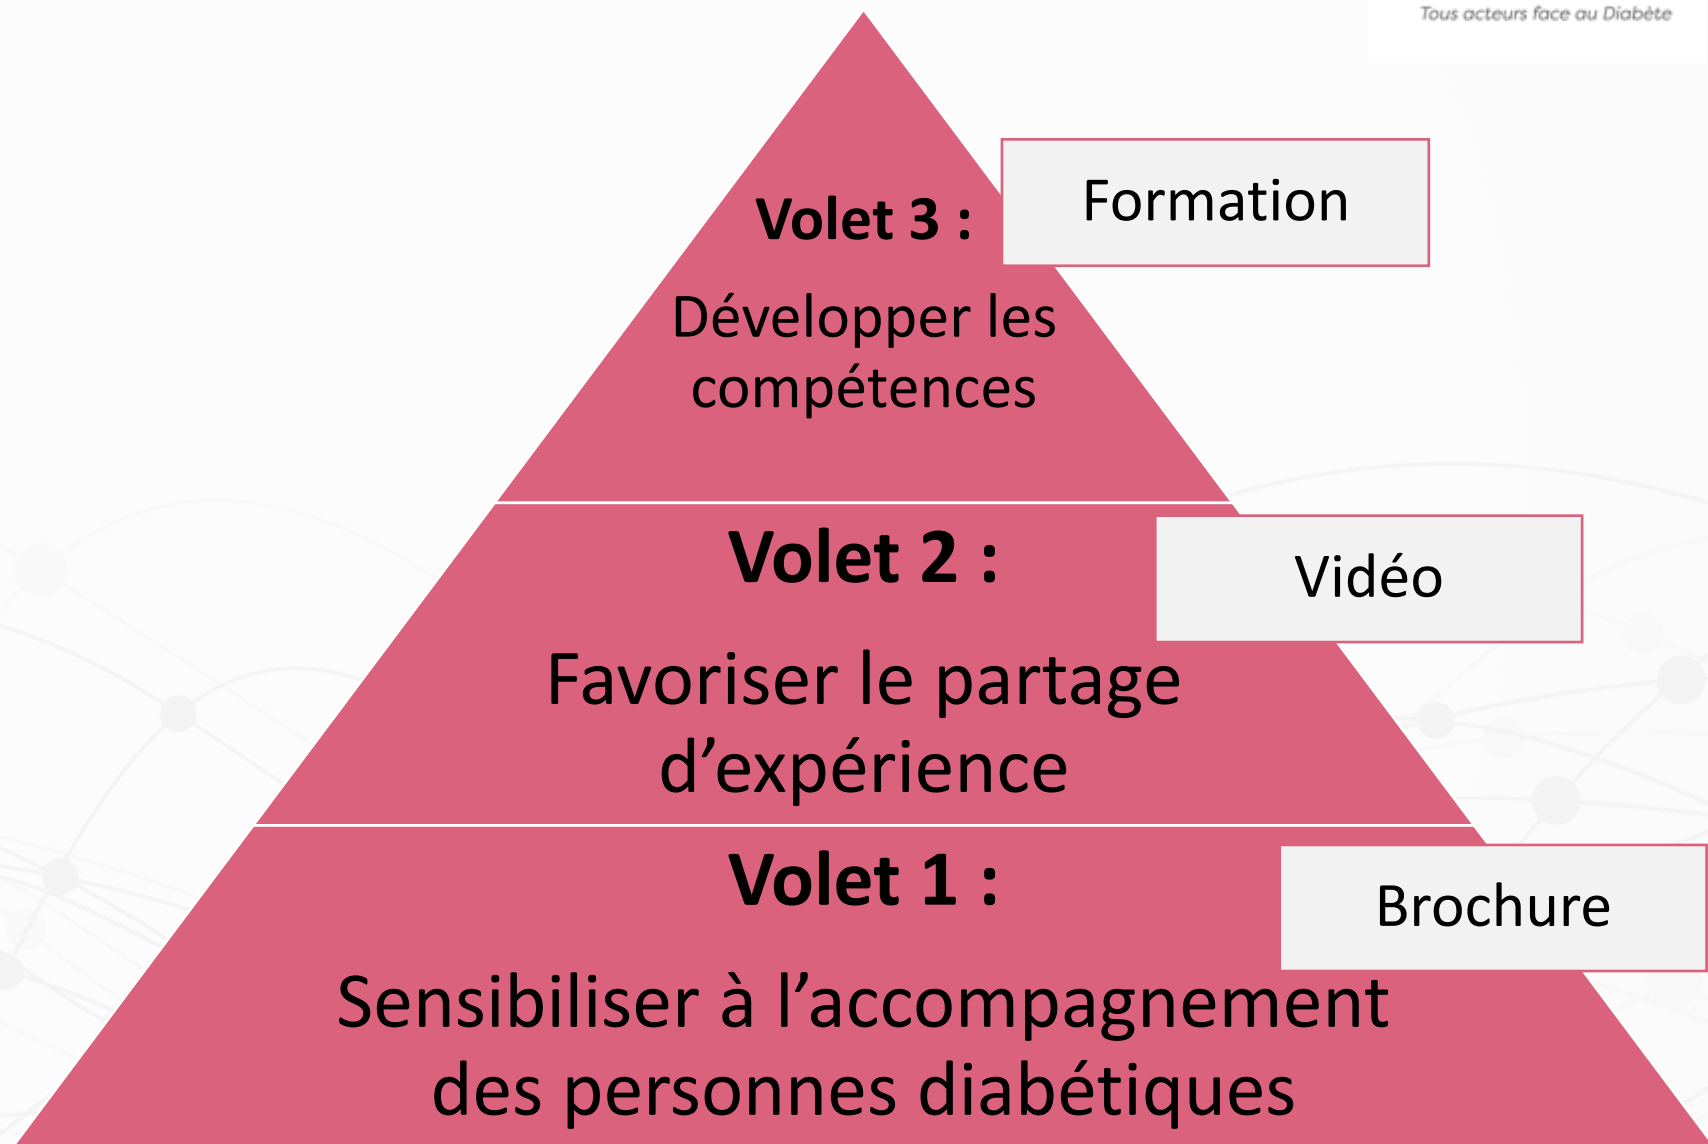 Tous acteurs face au Diabète
Formation
Volet 3 :
Développer les
compétences
Volet 2 :
Vidéo
Favoriser le partage
d’expérience
Volet 1 :
Brochure
Sensibiliser à l’accompagnement
des personnes diabétiques